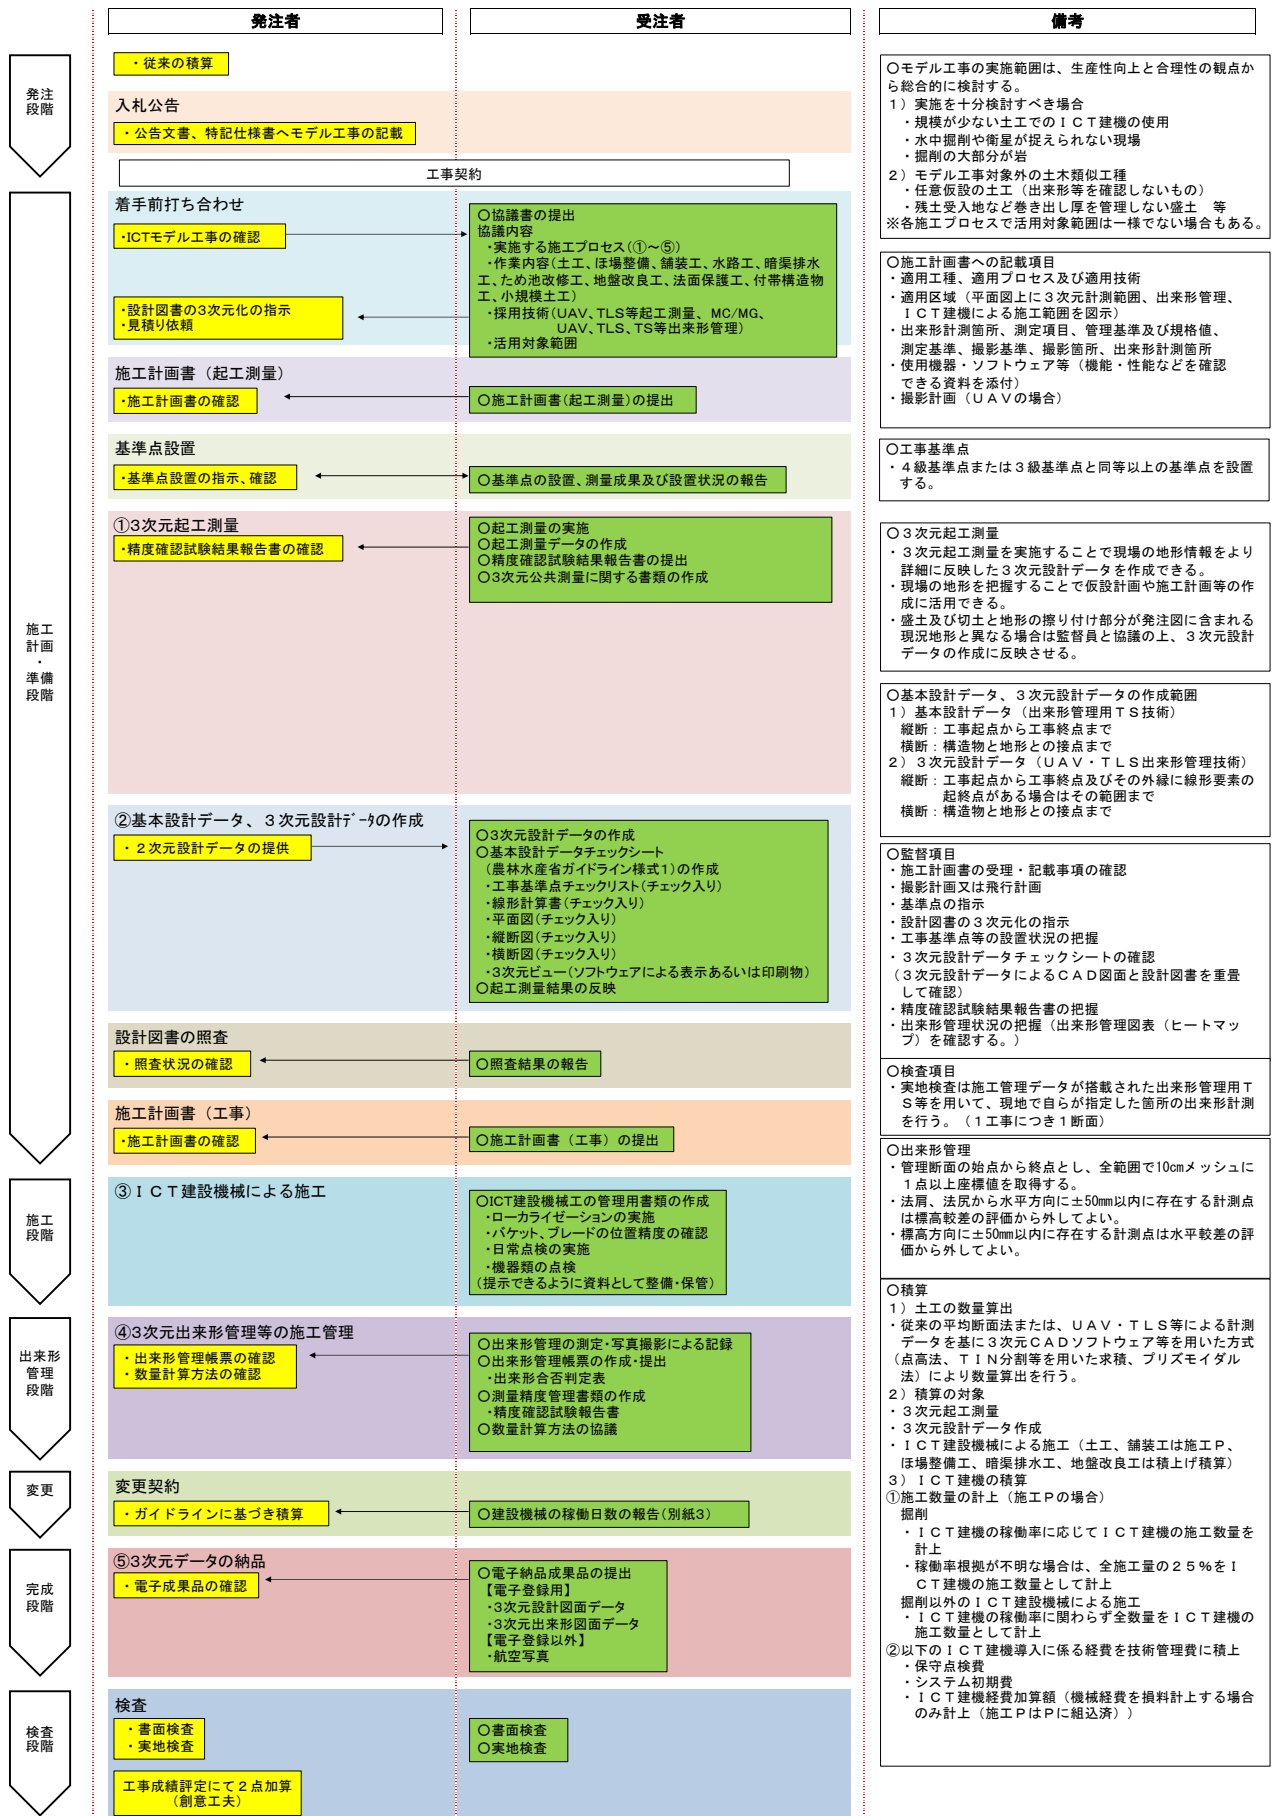 発注者
受注者
備考
発注
段階
・従来の積算
入札公告
・公告文書、特記仕様書へモデル工事の記載
工事契約
○モデル工事の実施範囲は、生産性向上と合理性の観点か
ら総合的に検討する。
1）実施を十分検討すべき場合
・規模が少ない土工でのICT建機の使用
・水中掘削や衛星が捉えられない現場
・掘削の大部分が岩
2）モデル工事対象外の土木類似工種
・任意仮設の土工（出来形等を確認しないもの）
・残土受入地など巻き出し厚を管理しない盛土　等
※各施工プロセスで活用対象範囲は一様でない場合もある。
施工
計画
・
準備
段階
着手前打ち合わせ
・ICTモデル工事の確認
・設計図書の3次元化の指示
・見積り依頼
○協議書の提出
協議内容
・実施する施工プロセス(①～⑤)
・作業内容(土工、ほ場整備、舗装工、水路工、暗渠排水
工、ため池改修工、地盤改良工、法面保護工、付帯構造物
工、小規模土工)
・採用技術(UAV、TLS等起工測量、MC/MG、
UAV、TLS、TS等出来形管理)
・活用対象範囲
○施工計画書への記載項目
・適用工種、適用プロセス及び適用技術
・適用区域（平面図上に3次元計測範囲、出来形管理、
ICT建機による施工範囲を図示）
・出来形計測箇所、測定項目、管理基準及び規格値、
測定基準、撮影基準、撮影箇所、出来形計測箇所
・使用機器・ソフトウェア等（機能・性能などを確認
できる資料を添付）
・撮影計画（UAVの場合）
施工計画書（起工測量）
・施工計画書の確認
○施工計画書(起工測量)の提出
基準点設置
・基準点設置の指示、確認
○基準点の設置、測量成果及び設置状況の報告
○工事基準点
・4級基準点または3級基準点と同等以上の基準点を設置
する。
①3次元起工測量
・精度確認試験結果報告書の確認
○起工測量の実施
○起工測量データの作成
○精度確認試験結果報告書の提出
○3次元公共測量に関する書類の作成
○3次元起工測量
・3次元起工測量を実施することで現場の地形情報をより
詳細に反映した3次元設計データを作成できる。
・現場の地形を把握することで仮設計画や施工計画等の作
成に活用できる。
・盛土及び切土と地形の擦り付け部分が発注図に含まれる
現況地形と異なる場合は監督員と協議の上、3次元設計
データの作成に反映させる。
○基本設計データ、3次元設計データの作成範囲
1）基本設計データ（出来形管理用TS技術）
縦断：工事起点から工事終点まで
横断：構造物と地形との接点まで
2）3次元設計データ（UAV・TLS出来形管理技術）
縦断：工事起点から工事終点及びその外縁に線形要素の
起終点がある場合はその範囲まで
横断：構造物と地形との接点まで
②基本設計データ、3次元設計ﾃﾞｰﾀの作成
・2次元設計データの提供
○3次元設計データの作成
○基本設計データチェックシート
(農林水産省ガイドライン様式1)の作成
・工事基準点チェックリスト(チェック入り)
・線形計算書(チェック入り)
・平面図(チェック入り)
・縦断図(チェック入り)
・横断図(チェック入り)
・3次元ビュー(ソフトウェアによる表示あるいは印刷物)
○起工測量結果の反映
○監督項目
・施工計画書の受理・記載事項の確認
・撮影計画又は飛行計画
・基準点の指示
・設計図書の3次元化の指示
・工事基準点等の設置状況の把握
・3次元設計データチェックシートの確認
（3次元設計データによるCAD図面と設計図書を重畳
して確認）
・精度確認試験結果報告書の把握
・出来形管理状況の把握（出来形管理図表（ヒートマッ
プ）を確認する。）
設計図書の照査
・照査状況の確認
○照査結果の報告
○検査項目
・実地検査は施工管理データが搭載された出来形管理用T
S等を用いて、現地で自らが指定した箇所の出来形計測
を行う。（1工事につき1断面）
施工計画書（工事）
・施工計画書の確認
○施工計画書（工事）の提出
○出来形管理
・管理断面の始点から終点とし、全範囲で10cmメッシュに
1点以上座標値を取得する。
・法肩、法尻から水平方向に±50mm以内に存在する計測点
は標高較差の評価から外してよい。
・標高方向に±50mm以内に存在する計測点は水平較差の評
価から外してよい。
施工
段階
③ICT建設機械による施工
○ICT建設機械工の管理用書類の作成
・ローカライゼーションの実施
・バケット、ブレードの位置精度の確認
・日常点検の実施
・機器類の点検
(提示できるように資料として整備・保管)
出来形
管理
段階
④3次元出来形管理等の施工管理
・出来形管理帳票の確認
・数量計算方法の確認
○出来形管理の測定・写真撮影による記録
○出来形管理帳票の作成・提出
・出来形合否判定表
○測量精度管理書類の作成
・精度確認試験報告書
○数量計算方法の協議
○積算
1）土工の数量算出
・従来の平均断面法または、UAV・TLS等による計測
データを基に3次元CADソフトウェア等を用いた方式
（点高法、TIN分割等を用いた求積、プリズモイダル
法）により数量算出を行う。
2）積算の対象
・3次元起工測量
・3次元設計データ作成
・ICT建設機械による施工（土工、舗装工は施工P、
ほ場整備工、暗渠排水工、地盤改良工は積上げ積算）
3）ICT建機の積算
①施工数量の計上（施工Pの場合）
掘削
・ICT建機の稼働率に応じてICT建機の施工数量を
計上
・稼働率根拠が不明な場合は、全施工量の25%をI
CT建機の施工数量として計上
掘削以外のICT建設機械による施工
・ICT建機の稼働率に関わらず全数量をICT建機の
施工数量として計上
②以下のICT建機導入に係る経費を技術管理費に積上
・保守点検費
・システム初期費
・ICT建機経費加算額（機械経費を損料計上する場合
のみ計上（施工PはPに組込済））
変更
変更契約
・ガイドラインに基づき積算
○建設機械の稼働日数の報告(別紙3)
完成
段階
⑤3次元データの納品
・電子成果品の確認
○電子納品成果品の提出
【電子登録用】
・3次元設計図面データ
・3次元出来形図面データ
【電子登録以外】
・航空写真
検査
段階
検査
・書面検査
・実地検査
○書面検査
○実地検査
工事成績評定にて2点加算
（創意工夫）